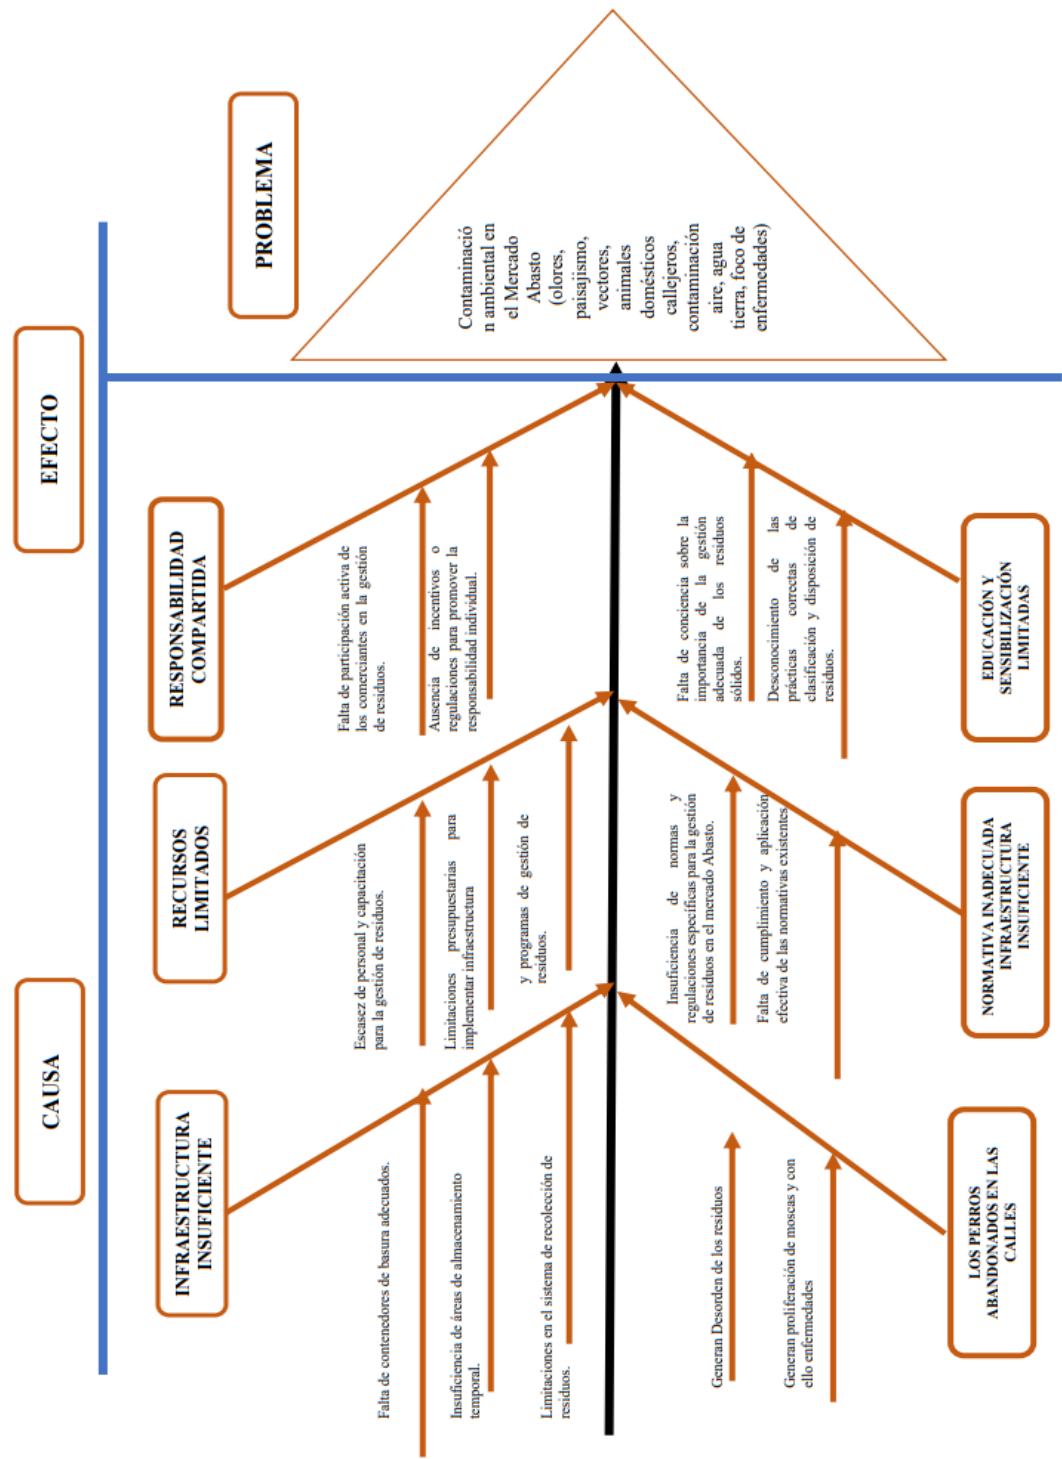 CAUSA
EFECTO
INFRAESTRUCTURA
INSUFICIENTE
RECURSOS
LIMITADOS
RESPONSABILIDAD
COMPARTIDA
PROBLEMA
Falta de contenedores de basura adecuados.
Insuficiencia de áreas de almacenamiento
temporal.
Limitaciones en el sistema de recolección de
residuos.
Escasez de personal y capacitación
para la gestión de residuos.
Limitaciones presupuestarias para
implementar infraestructura
y programas de gestión de
residuos.
Falta de participación activa de
los comerciantes en la gestión
de residuos.
Ausencia de incentivos o
regulaciones para promover la
responsabilidad individual.
Contaminació
n ambiental en
el Mercado
Abasto
(olores,
paisajismo,
vectores,
animales
domésticos
callejeros,
contaminación
aire, agua
tierra, foco de
enfermedades)
Generan Desorden de los residuos
Generan proliferación de moscas y con
ello enfermedades
Insuficiencia de normas y
regulaciones específicas para la gestión
de residuos en el mercado Abasto.
Falta de cumplimiento y aplicación
efectiva de las normativas existentes.
Falta de conciencia sobre la
importancia de la gestión
adecuada de los residuos
sólidos.
Desconocimiento de las
prácticas correctas de
clasificación y disposición de
residuos.
LOS PERROS
ABANDONADOS EN LAS
CALLES
NORMATIVA INADECUADA
INFRAESTRUCTURA
INSUFICIENTE
EDUCACIÓN Y
SENSIBILIZACIÓN
LIMITADAS